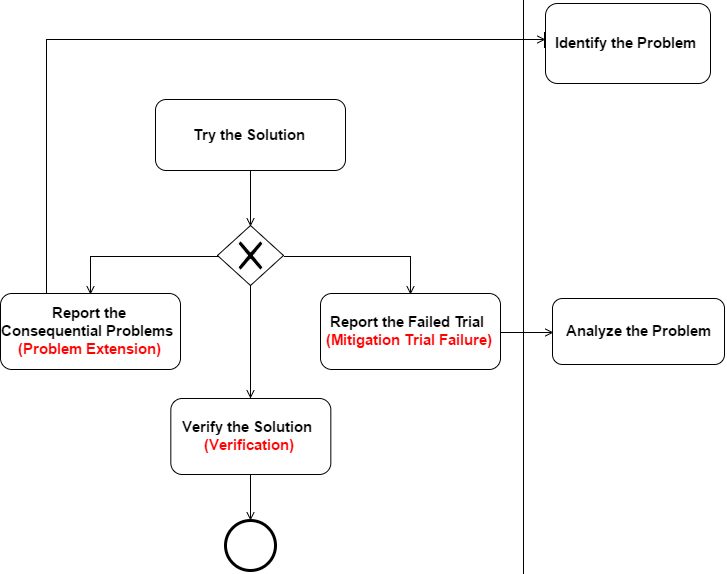 Identify the Problem
Try the Solution
Report the
Consequential Problems
(Problem Extension)
Report the Failed Trial
(Mitigation Trial Failure)
Analyze the Problem
Verify the Solution
(Verification)